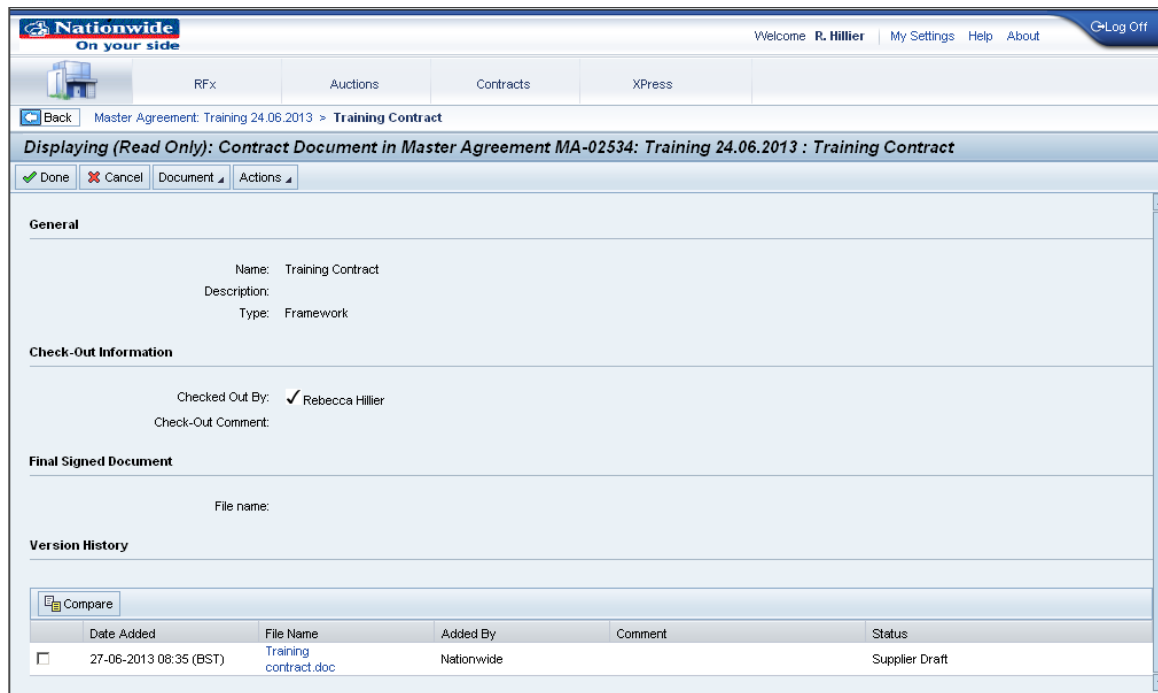 Nationwide
On your side
Welcome R. Hillier My Settings Help About Log Off
RFx Auctions Contracts XPress
Back Master Agreement: Training 24.06.2013 > Training Contract
Displaying (Read Only): Contract Document in Master Agreement MA-02534: Training 24.06.2013 : Training Contract
Done Cancel Document Actions
General
Name: Training Contract
Description:
Type: Framework
Check-Out Information
Checked Out By: Rebecca Hillier
Check-Out Comment:
Final Signed Document
File name:
Version History
Compare
Date Added File Name Added By Comment Status
27-06-2013 08:35 (BST) Training contract.doc Nationwide Supplier Draft